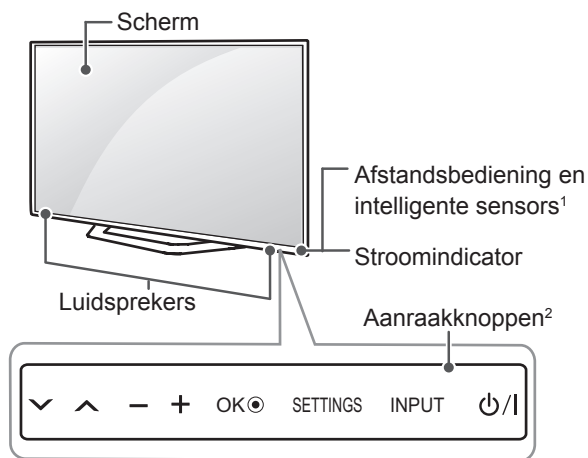 Scherm
Afstandsbediening en
intelligente sensors¹
Stroomindicator
Luidsprekers
Aanraakknoppen²
OK SETTINGS INPUT